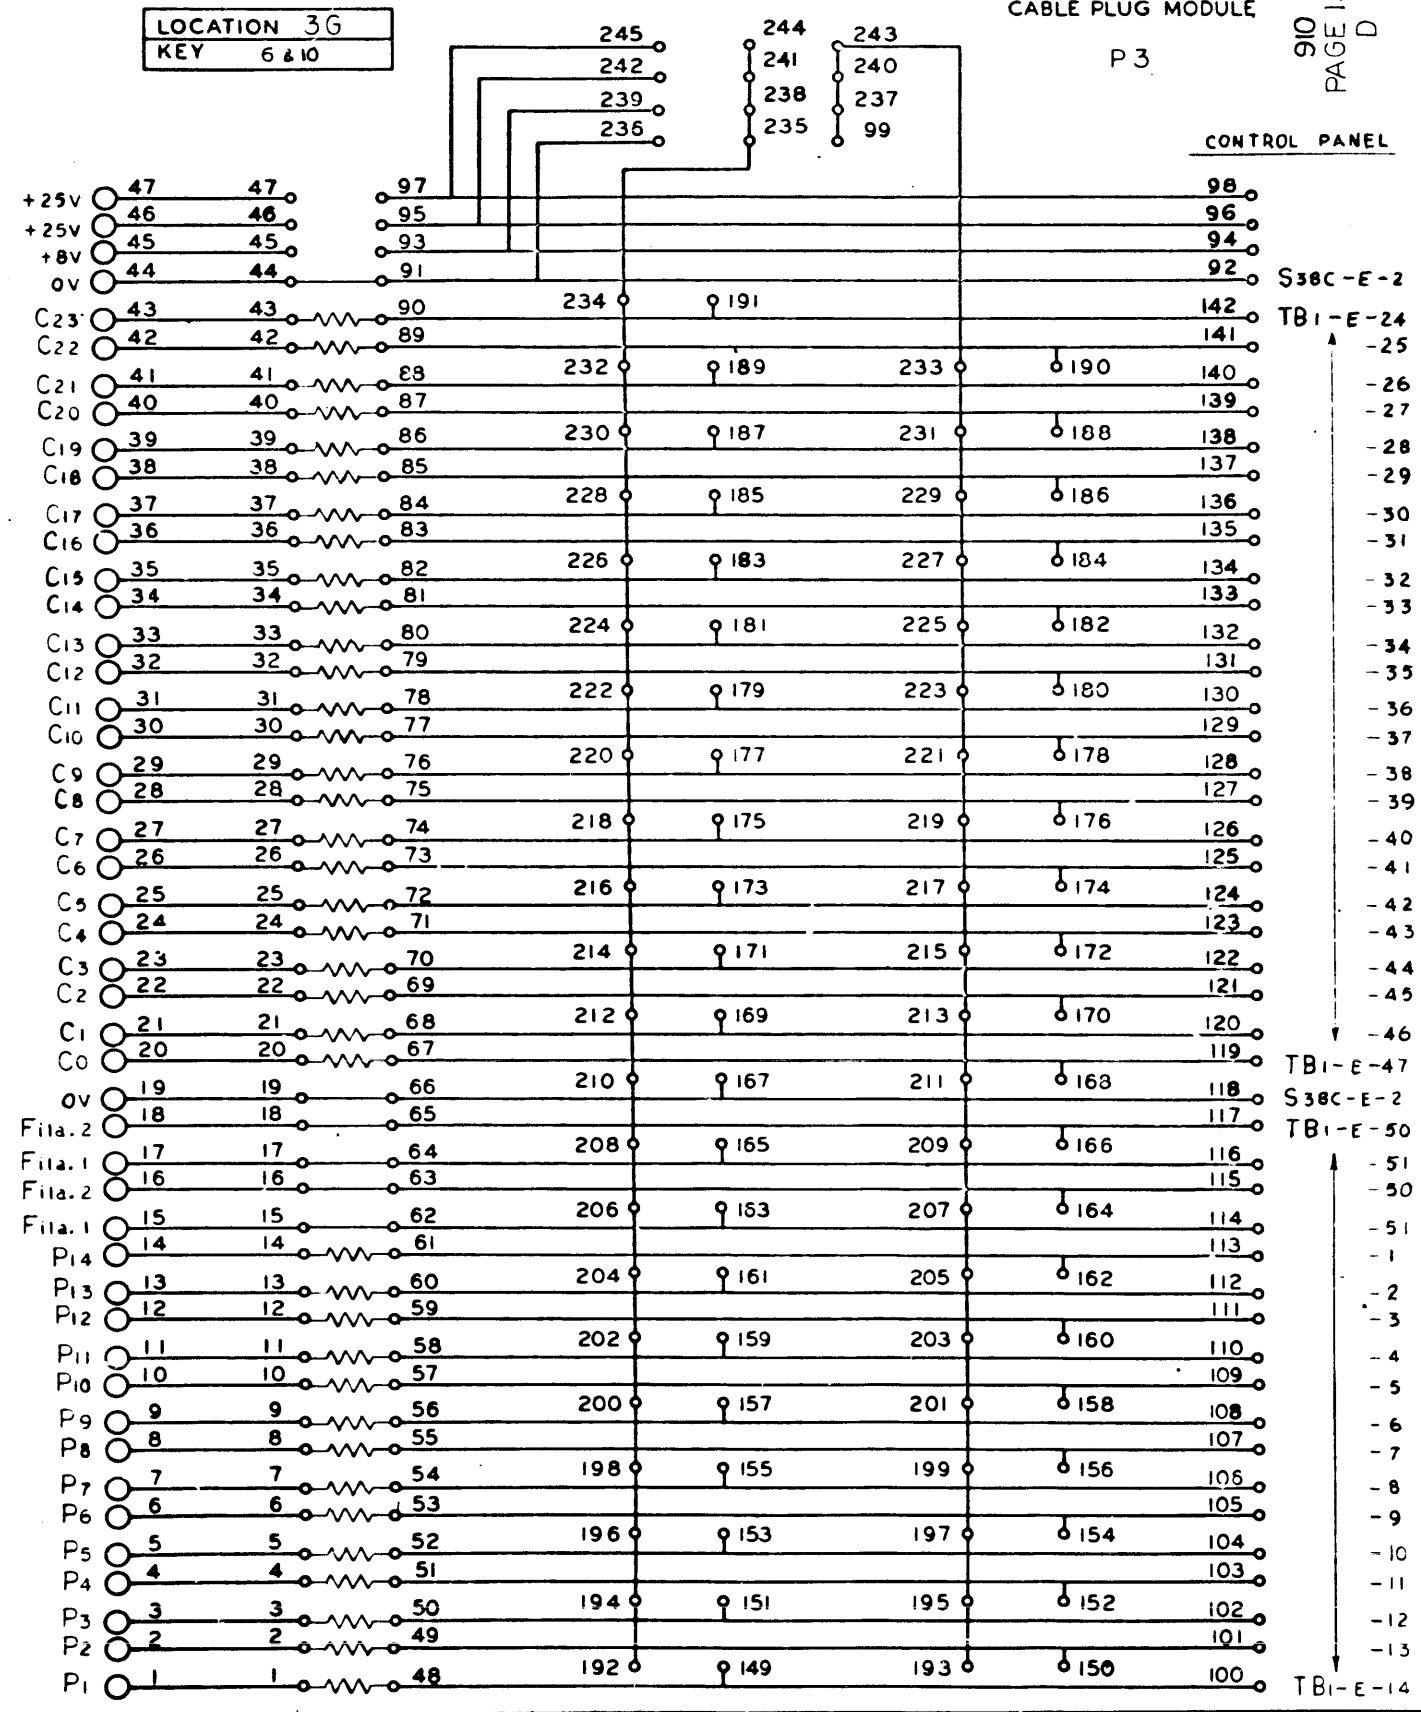 LOCATION 3G
KEY 6 & 10
CABLE PLUG MODULE
P3
910
PAGE
D
CONTROL PANEL
245 244 243
242 241 240
239 238 237
236 235 99
+25V 47 47 97 98
+25V 46 46 95 96
+8V 45 45 93 94
0V 44 44 91 92 S38C-E-2
234 191
C23 43 43 90 142 TB1-E-24
C22 42 42 89 141 -25
232 189 233 190
C21 41 41 88 140 -26
C20 40 40 87 139 -27
230 187 231 188
C19 39 39 86 138 -28
C18 38 38 85 137 -29
228 185 229 186
C17 37 37 84 136 -30
C16 36 36 83 135 -31
226 183 227 184
C15 35 35 82 134 -32
C14 34 34 81 133 -33
224 181 225 182
C13 33 33 80 132 -34
C12 32 32 79 131 -35
222 179 223 180
C11 31 31 78 130 -36
C10 30 30 77 129 -37
220 177 221 178
C9 29 29 76 128 -38
C8 28 28 75 127 -39
218 175 219 176
C7 27 27 74 126 -40
C6 26 26 73 125 -41
216 173 217 174
C5 25 25 72 124 -42
C4 24 24 71 123 -43
214 171 215 172
C3 23 23 70 122 -44
C2 22 22 69 121 -45
212 169 213 170
C1 21 21 68 120 -46
C0 20 20 67 119 TB1-E-47
210 167 211 168
0V 19 19 66 118 S38C-E-2
Fila.2 18 18 65 117 TB1-E-50
208 165 209 166
Fila.1 17 17 64 116 -51
Fila.2 16 16 63 115 -50
206 163 207 164
Fila.1 15 15 62 114 -51
P14 14 14 61 113 -1
204 161 205 162
P13 13 13 60 112 -2
P12 12 12 59 111 -3
202 159 203 160
P11 11 11 58 110 -4
P10 10 10 57 109 -5
200 157 201 158
P9 9 9 56 108 -6
P8 8 8 55 107 -7
198 155 199 156
P7 7 7 54 106 -8
P6 6 6 53 105 -9
196 153 197 154
P5 5 5 52 104 -10
P4 4 4 51 103 -11
194 151 195 152
P3 3 3 50 102 -12
P2 2 2 49 101 -13
192 149 193 150
P1 1 1 48 100 TB1-E-14